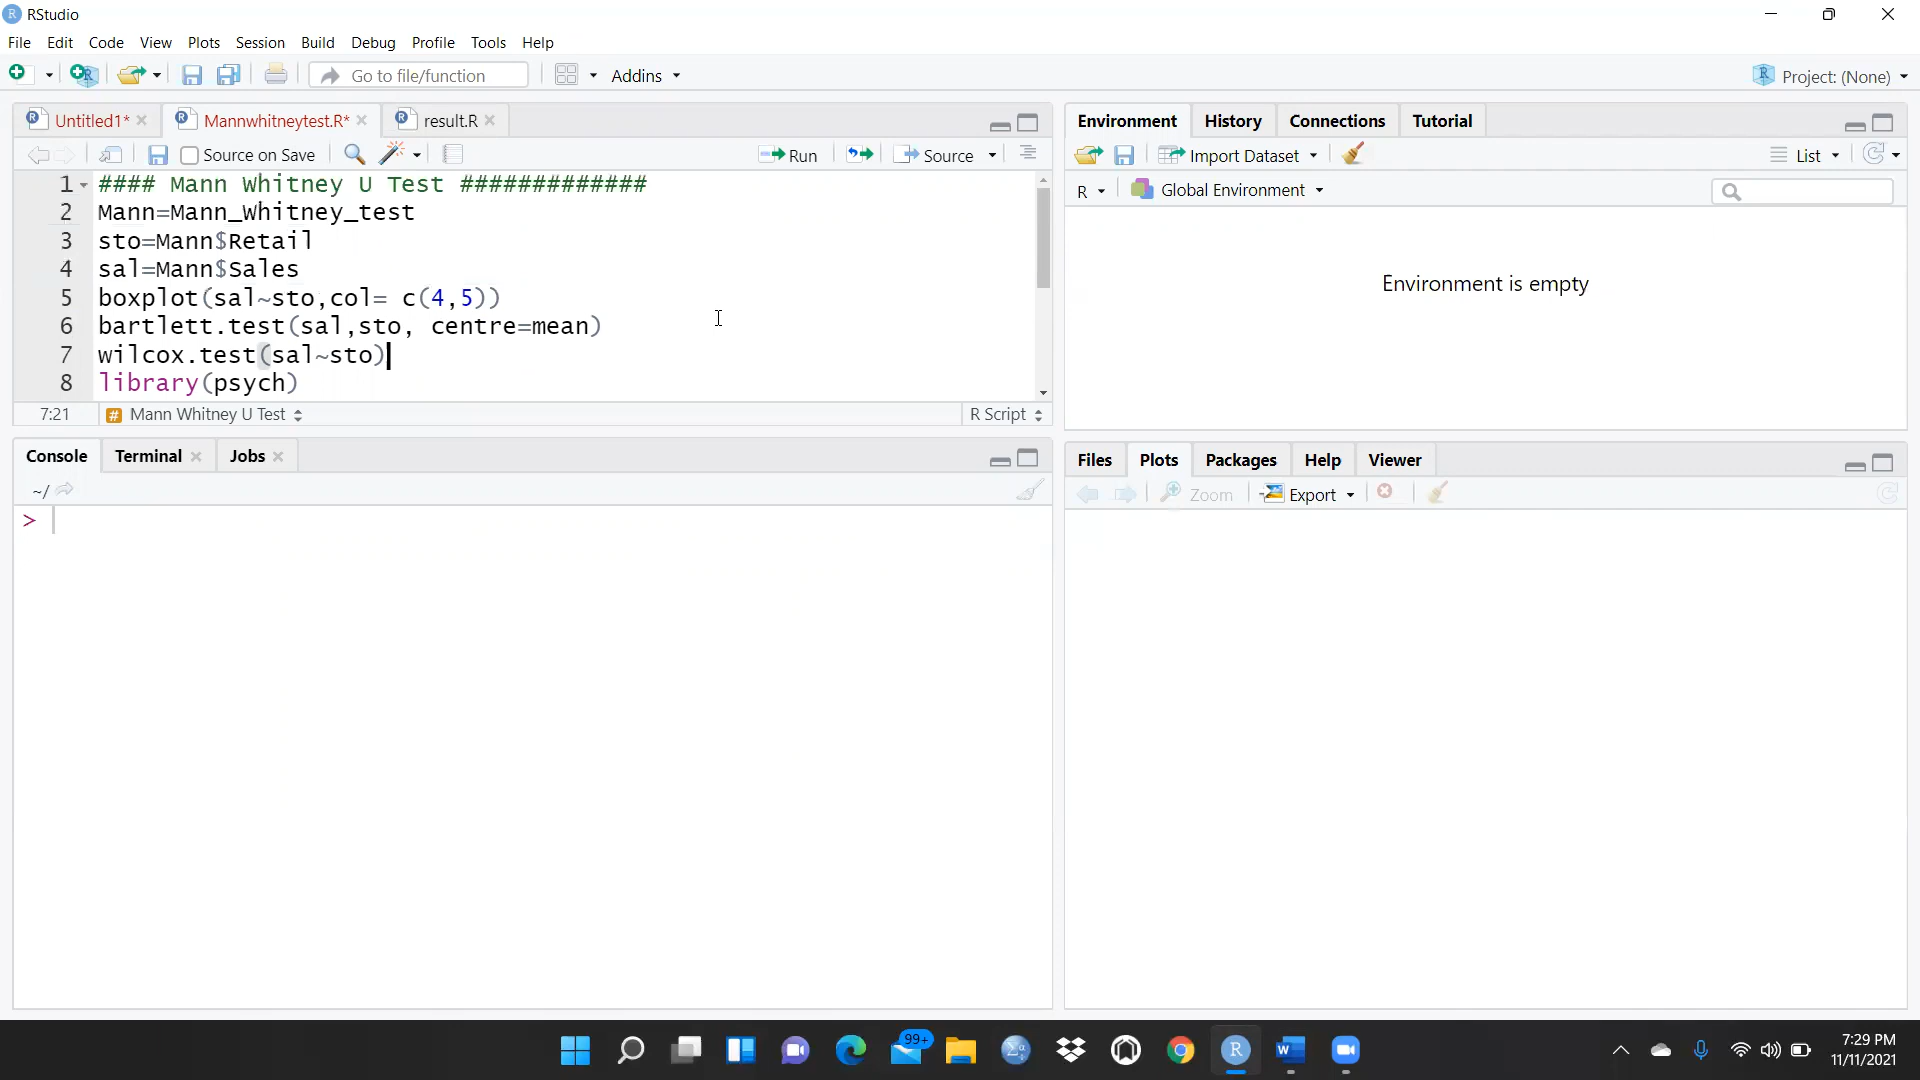 RStudio
File Edit Code View Plots Session Build Debug Profile Tools Help
Go to file/function Addins Project: (None)
Untitled1* Mannwhitneytest.R* result.R
Source on Save Run Source
1 #### Mann Whitney U Test #############
2 Mann=Mann_Whitney_test
3 sto=Mann$Retail
4 sal=Mann$Sales
5 boxplot(sal~sto,col= c(4,5))
6 bartlett.test(sal,sto, centre=mean)
7 wilcox.test(sal~sto)
8 library(psych)
7:21 # Mann Whitney U Test R Script
Console Terminal Jobs
~/
>
Environment History Connections Tutorial
Import Dataset List
R Global Environment
Environment is empty
Files Plots Packages Help Viewer
Zoom Export
99+
7:29 PM
11/11/2021